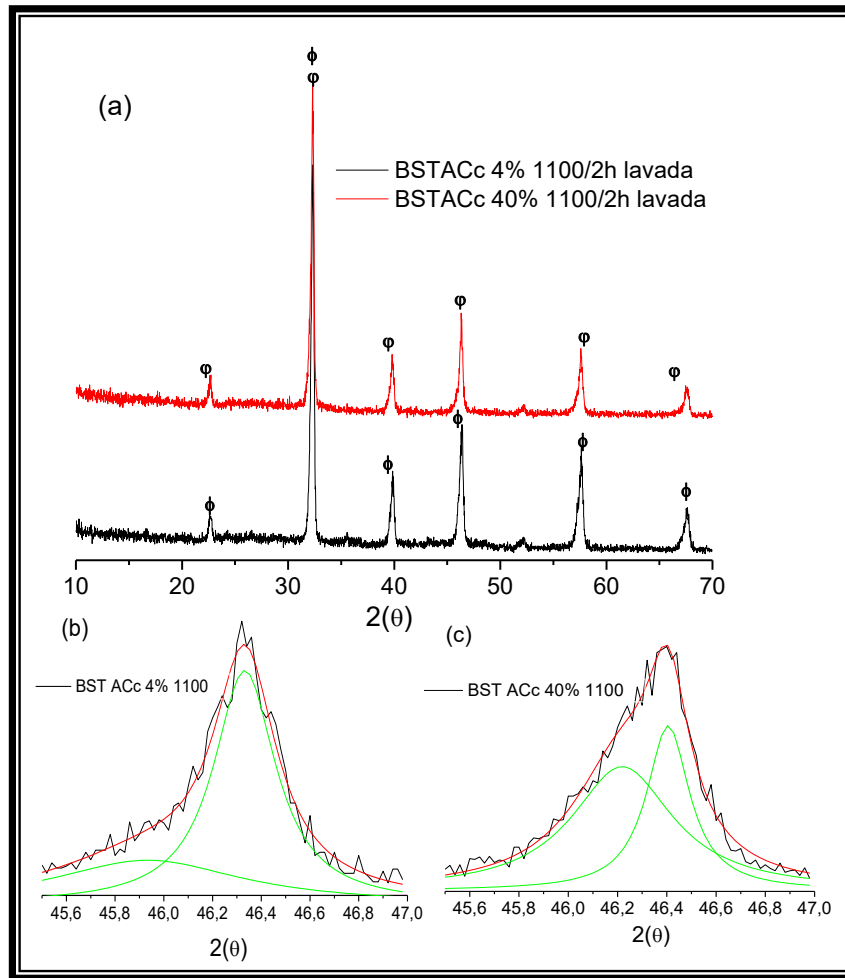 ϕ
φ
(a)
BSTACc 4% 1100/2h lavada
BSTACc 40% 1100/2h lavada
φ φ φ φ φ
ϕ ϕ ϕ ϕ ϕ
10 20 30 40 50 60 70
2(θ)
(b)
BST ACc 4% 1100
45,6 45,8 46,0 46,2 46,4 46,6 46,8 47,0
2(θ)
(c)
BST ACc 40% 1100
45,6 45,8 46,0 46,2 46,4 46,6 46,8 47,0
2(θ)